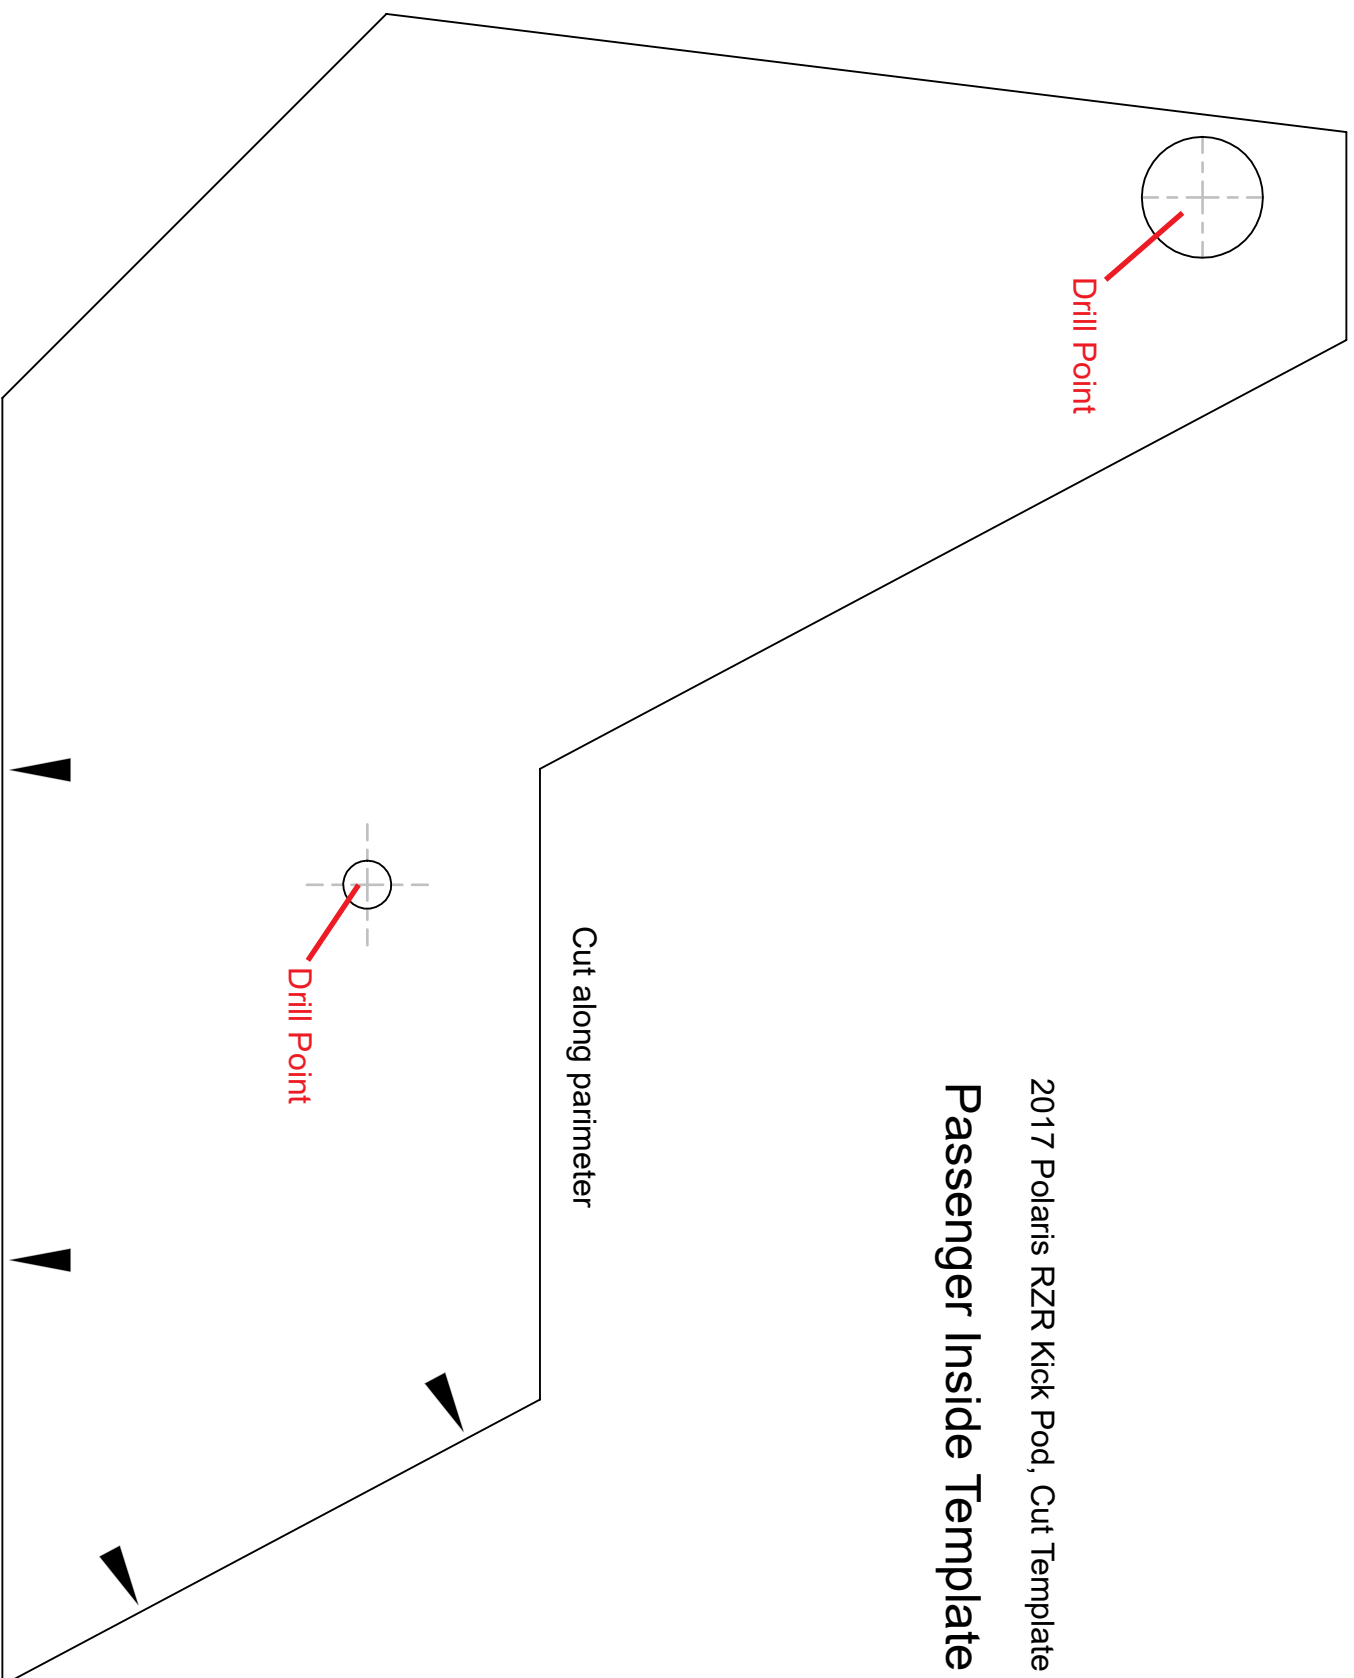 2017 Polaris RZR Kick Pod, Cut Template
Passenger Inside Template
Drill Point
Cut along parimeter
Drill Point